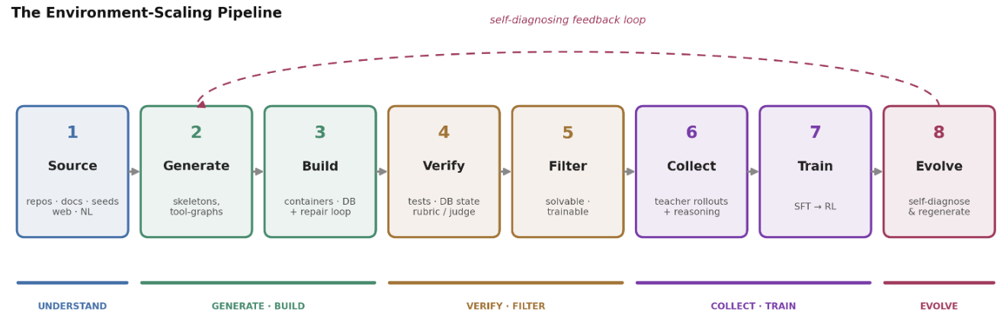 The Environment-Scaling Pipeline
self-diagnosing feedback loop
1
Source
repos · docs · seeds
web · NL
2
Generate
skeletons,
tool-graphs
3
Build
containers · DB
+ repair loop
4
Verify
tests · DB state
rubric / judge
5
Filter
solvable ·
trainable
6
Collect
teacher rollouts
+ reasoning
7
Train
SFT → RL
8
Evolve
self-diagnose
& regenerate
UNDERSTAND
GENERATE · BUILD
VERIFY · FILTER
COLLECT · TRAIN
EVOLVE